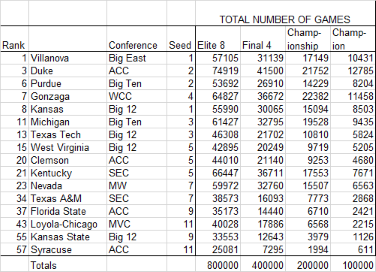 TOTAL NUMBER OF GAMES
Champ- Champ-
Rank Conference Seed Elite 8 Final 4 ionship ion
1 Villanova Big East 1 57105 31139 17149 10431
3 Duke ACC 2 74919 41500 21752 12785
6 Purdue Big Ten 2 53692 26910 14229 8204
7 Gonzaga WCC 4 64827 36672 22382 11458
8 Kansas Big 12 1 55990 30065 15094 8503
11 Michigan Big Ten 3 61427 32795 19528 9435
13 Texas Tech Big 12 3 46308 21702 10810 5824
15 West Virginia Big 12 5 42895 20249 9719 5205
20 Clemson ACC 5 44010 21140 9253 4680
21 Kentucky SEC 5 66447 36711 17553 7671
23 Nevada MW 7 59972 32760 15507 6563
34 Texas A&M SEC 7 38573 16093 7773 2868
37 Florida State ACC 9 35173 14440 6710 2421
43 Loyola-Chicago MVC 11 40028 17886 6568 2215
55 Kansas State Big 12 9 33553 12643 3979 1126
57 Syracuse ACC 11 25081 7295 1994 611
Totals 800000 400000 200000 100000